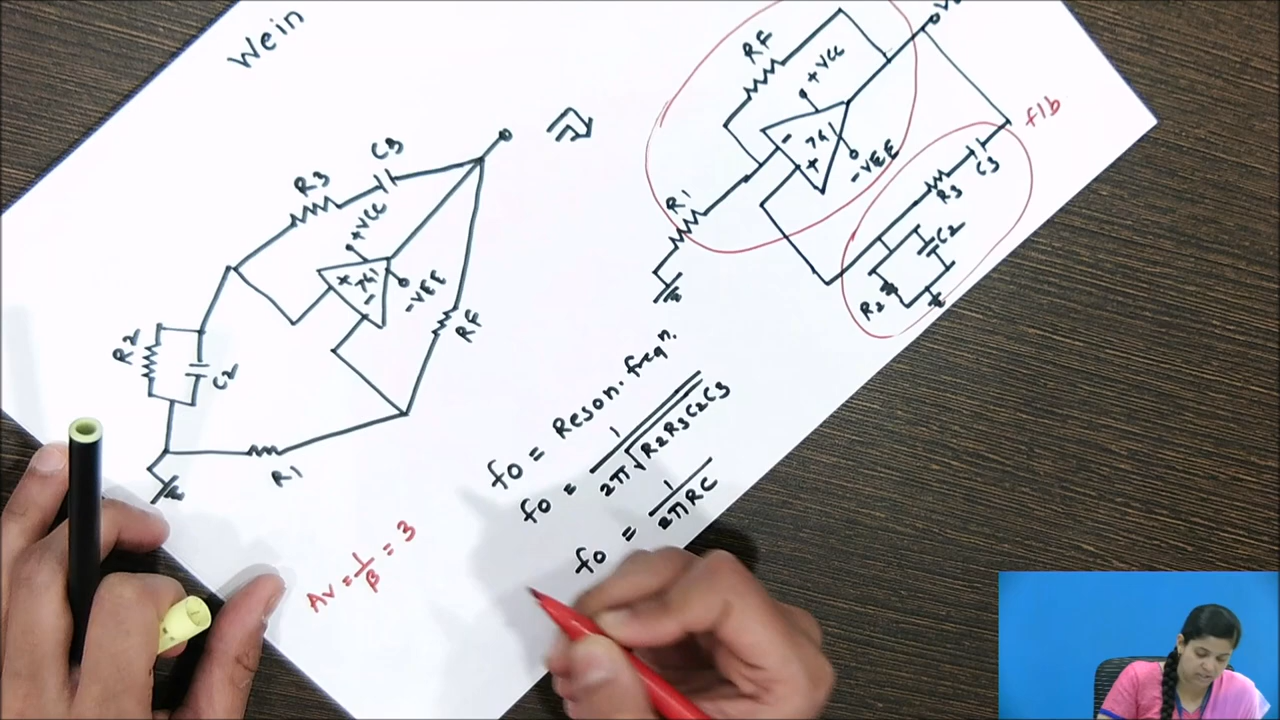 Wein
R3
C3
+VCC
+
741
-
-VEE
RF
R2
C2
R1
RF
+VCC
-
741
+
-VEE
R1
f/b
C3
R3
C2
R2
fo = Reson. freqn.
fo = 1
2π√R2R3C2C3
fo = 1
2πRC
Av = 1 = 3
β